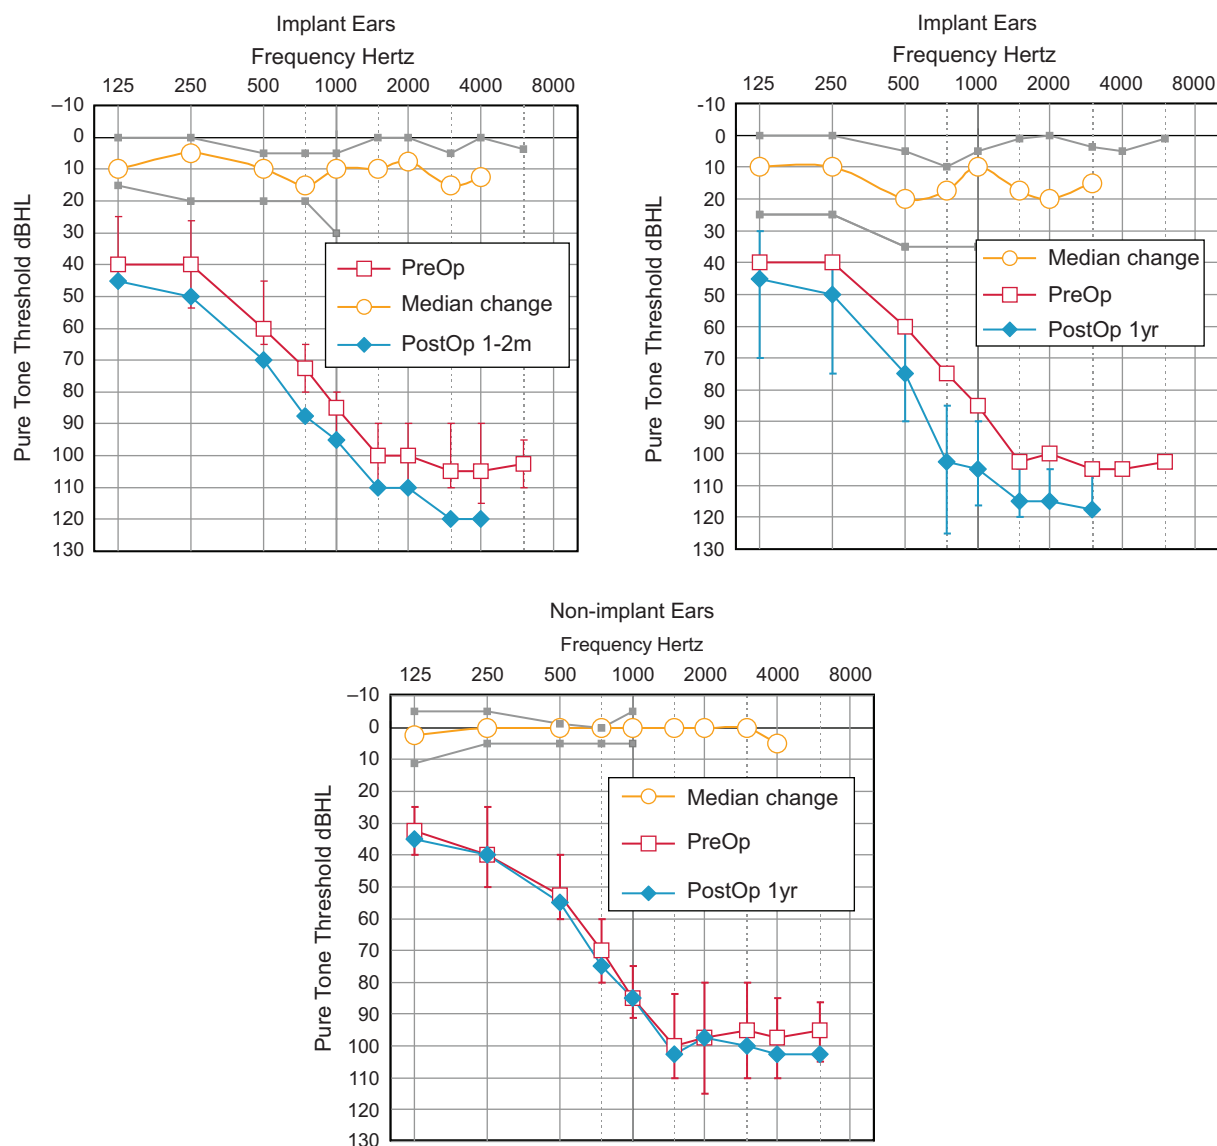 Implant Ears
Frequency Hertz
125 250 500 1000 2000 4000 8000
–10
0
10
20
30
40
50
60
70
80
90
100
110
120
130
Pure Tone Threshold dBHL
PreOp
Median change
PostOp 1-2m
Implant Ears
Frequency Hertz
125 250 500 1000 2000 4000 8000
-10
0
10
20
30
40
50
60
70
80
90
100
110
120
130
Pure Tone Threshold dBHL
Median change
PreOp
PostOp 1yr
Non-implant Ears
Frequency Hertz
125 250 500 1000 2000 4000 8000
–10
0
10
20
30
40
50
60
70
80
90
100
110
120
130
Pure Tone Threshold dBHL
Median change
PreOp
PostOp 1yr